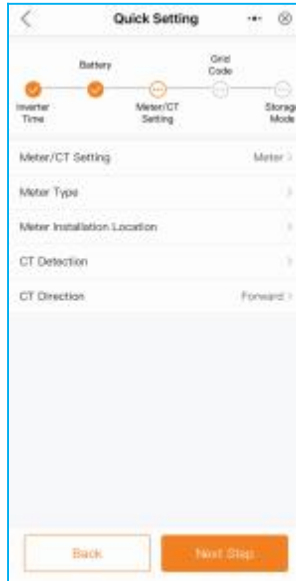 Quick Setting
Battery
Grid
Code
Inverter
Time
Meter/CT
Setting
Storage
Mode
Meter/CT Setting
Meter
Meter Type
Meter Installation Location
CT Detection
CT Direction
Forward
Back
Next Step